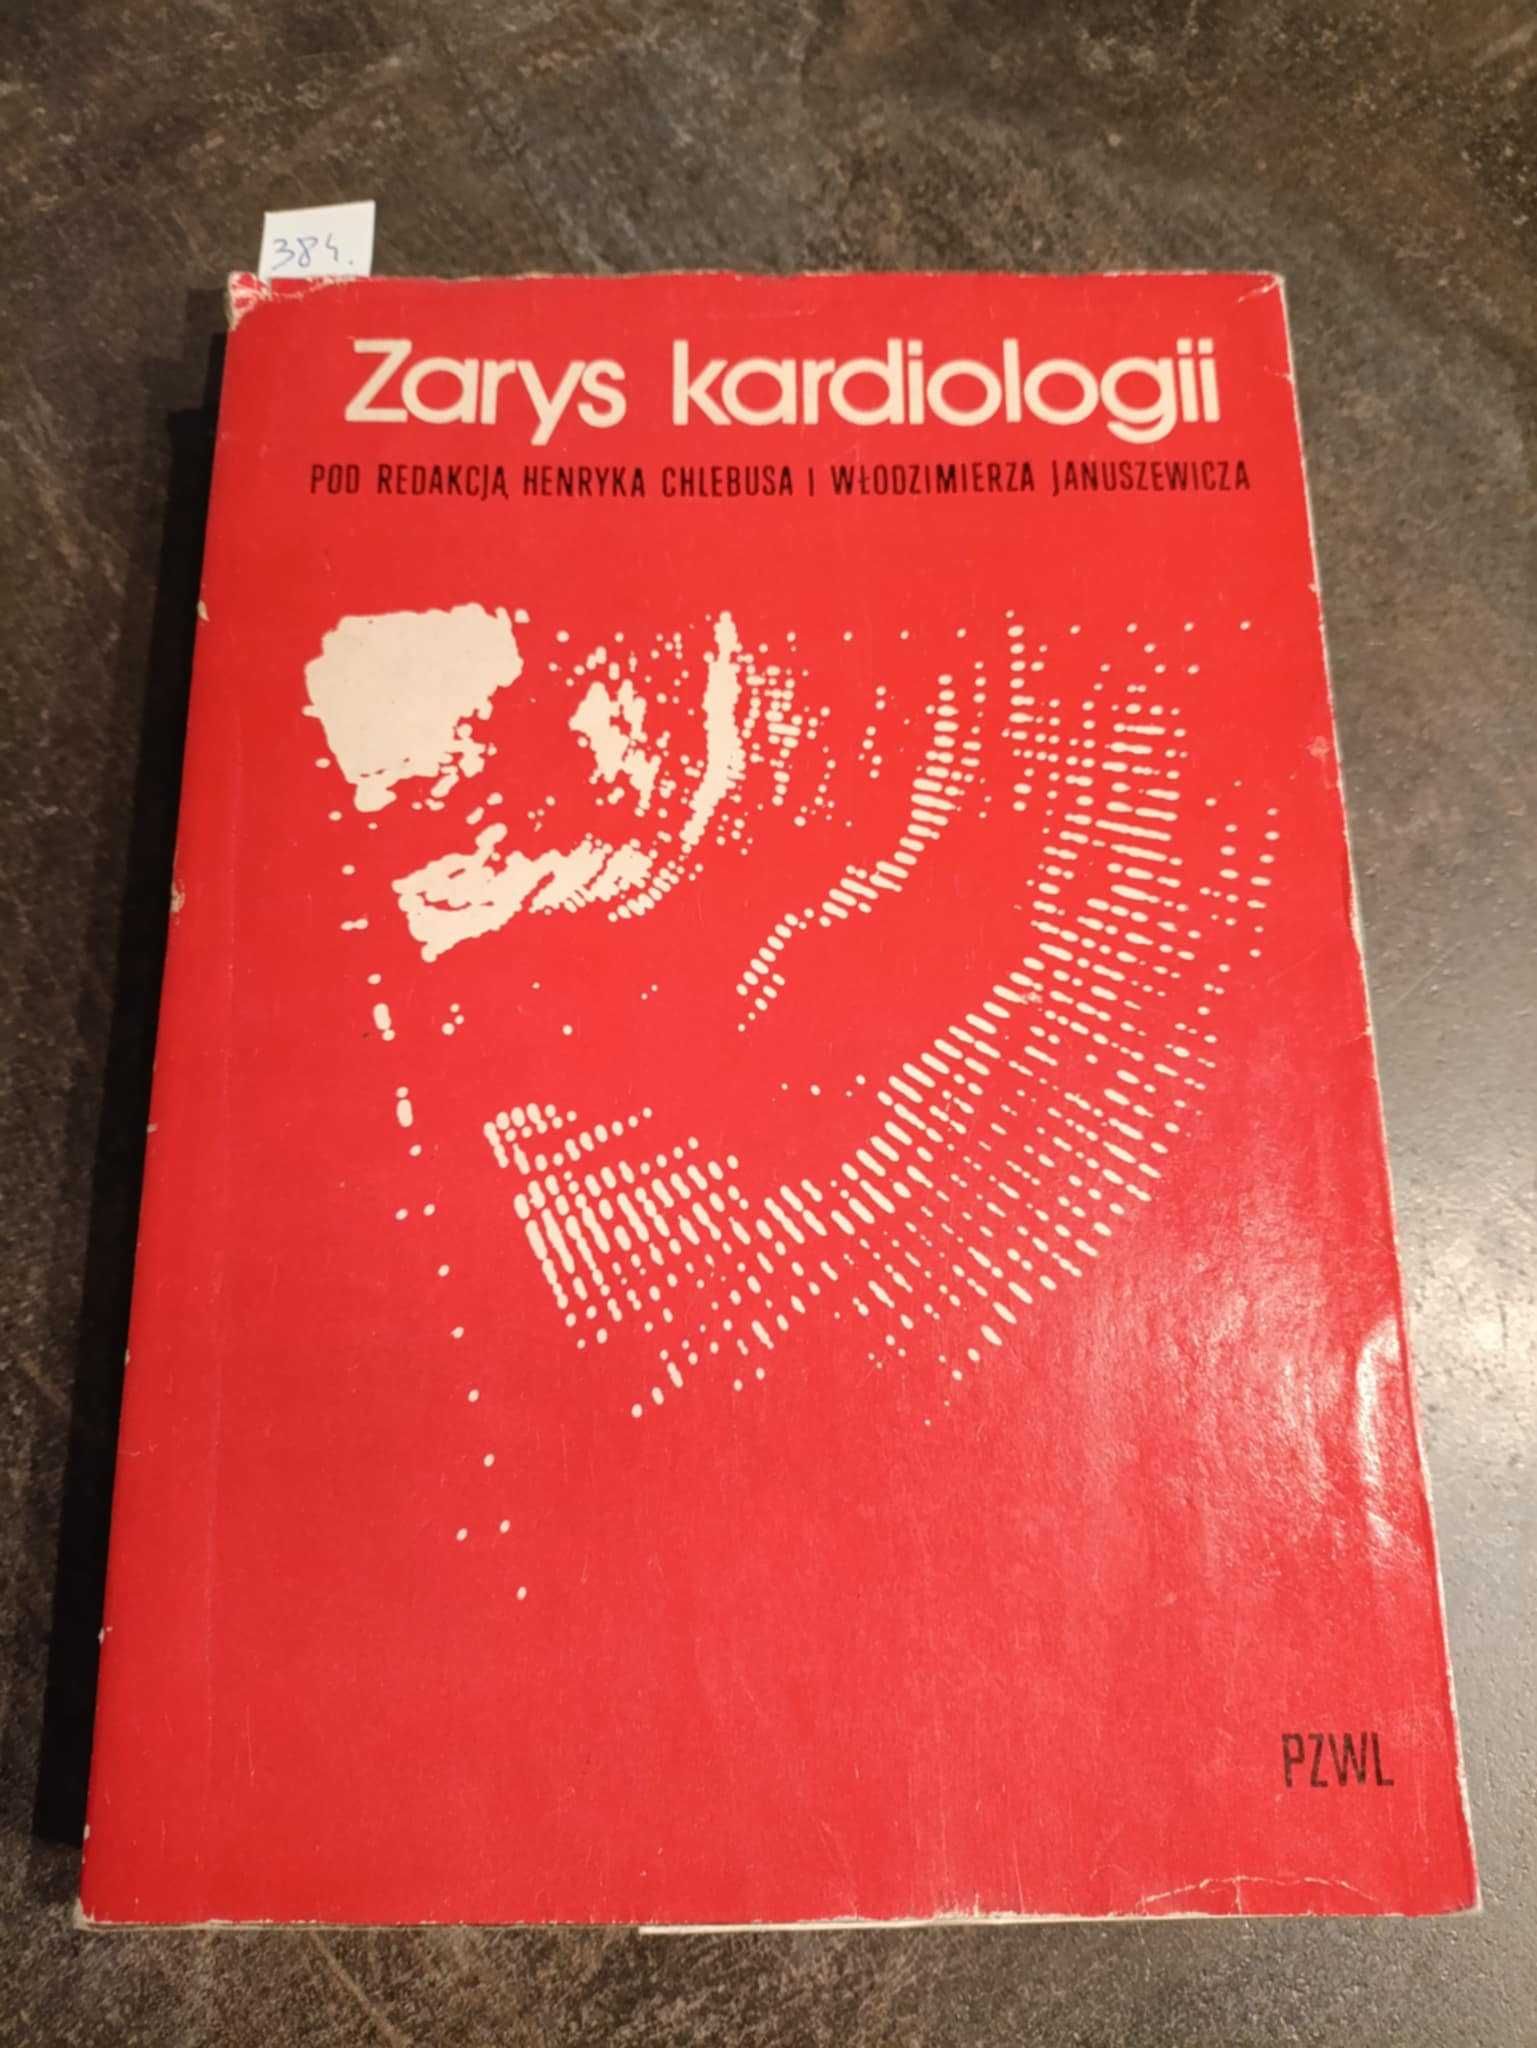 384.
Zarys kardiologii
POD REDAKCJĄ HENRYKA CHLEBUSA I WŁODZIMIERZA JANUSZEWICZA
PZWL